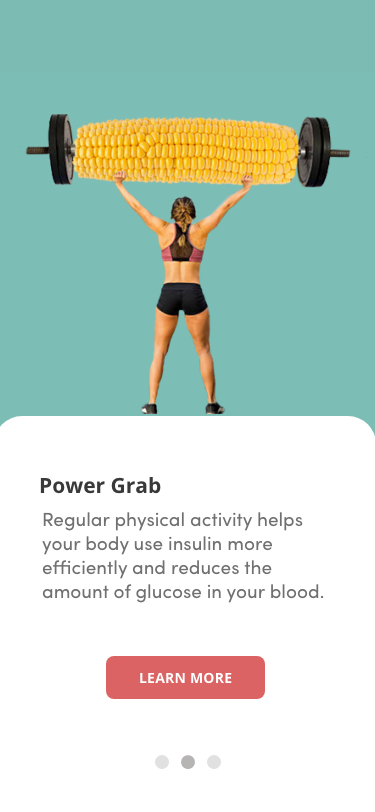 Power Grab
Regular physical activity helps
your body use insulin more
efficiently and reduces the
amount of glucose in your blood.
LEARN MORE